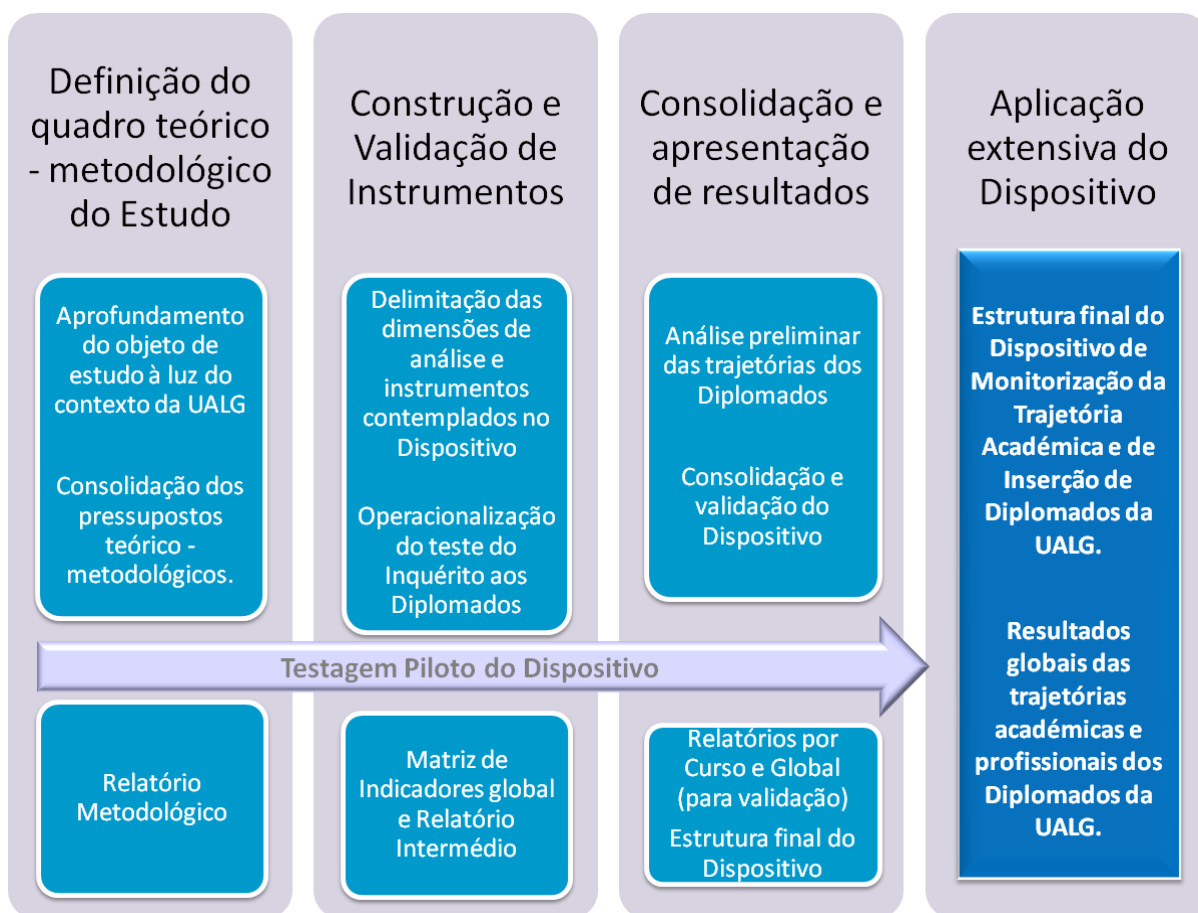 Definição do
quadro teórico
- metodológico
do Estudo
Aprofundamento
do objeto de
estudo à luz do
contexto da UALG
Consolidação dos
pressupostos
teórico -
metodológicos.
Construção e
Validação de
Instrumentos
Delimitação das
dimensões de
análise e
instrumentos
contemplados no
Dispositivo
Operacionalização
do teste do
Inquérito aos
Diplomados
Consolidação e
apresentação
de resultados
Análise preliminar
das trajetórias dos
Diplomados
Consolidação e
validação do
Dispositivo
Aplicação
extensiva do
Dispositivo
Estrutura final do
Dispositivo de
Monitorização da
Trajetória
Académica e de
Inserção de
Diplomados da
UALG.
Resultados
globais das
trajetórias
académicas e
profissionais dos
Diplomados da
UALG.
Testagem Piloto do Dispositivo
Relatório
Metodológico
Matriz de
Indicadores global
e Relatório
Intermédio
Relatórios por
Curso e Global
(para validação)
Estrutura final do
Dispositivo